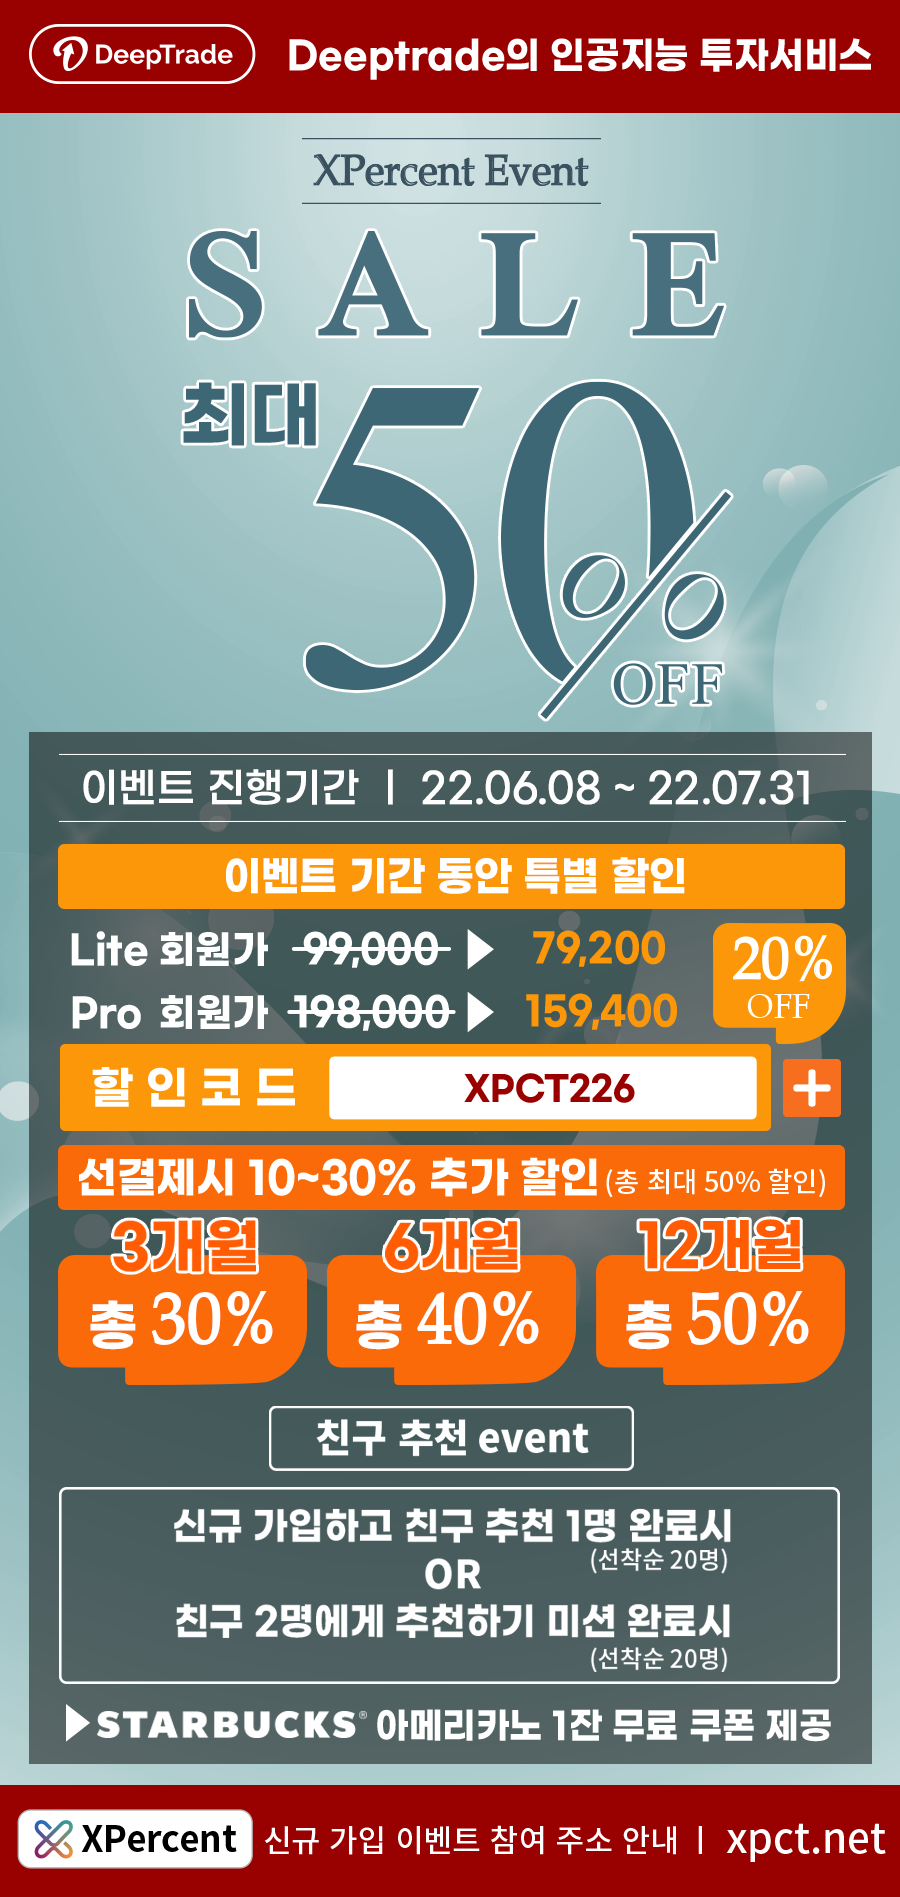 DeepTrade Deeptrade의 인공지능 투자서비스
XPercent Event
SALE
최대 50%
OFF
이벤트 진행기간 | 22.06.08 ~ 22.07.31
이벤트 기간 동안 특별 할인
Lite 회원가 99,000 ▶ 79,200
Pro 회원가 198,000 ▶ 159,400
20%
OFF
할인코드 XPCT226 +
선결제시 10~30% 추가 할인 (총 최대 50% 할인)
3개월 6개월 12개월
총 30% 총 40% 총 50%
친구 추천 event
신규 가입하고 친구 추천 1명 완료시
(선착순 20명)
OR
친구 2명에게 추천하기 미션 완료시
(선착순 20명)
▶STARBUCKS® 아메리카노 1잔 무료 쿠폰 제공
XPercent 신규 가입 이벤트 참여 주소 안내 | xpct.net